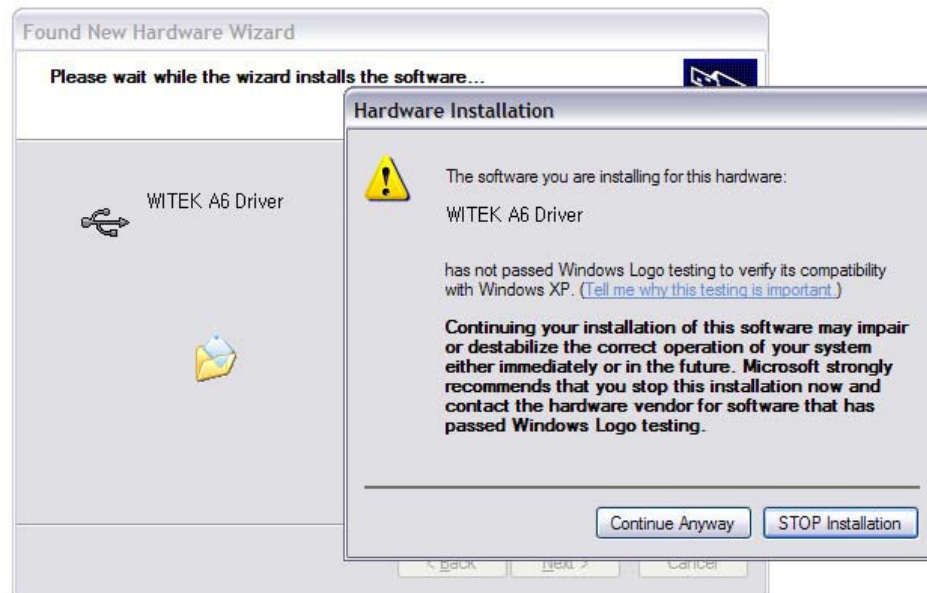 Found New Hardware Wizard
Please wait while the wizard installs the software...
Hardware Installation
WITEK A6 Driver
The software you are installing for this hardware:
WITEK A6 Driver
has not passed Windows Logo testing to verify its compatibility
with Windows XP. (Tell me why this testing is important.)
Continuing your installation of this software may impair
or destabilize the correct operation of your system
either immediately or in the future. Microsoft strongly
recommends that you stop this installation now and
contact the hardware vendor for software that has
passed Windows Logo testing.
Continue Anyway STOP Installation
< Back Next > Cancel